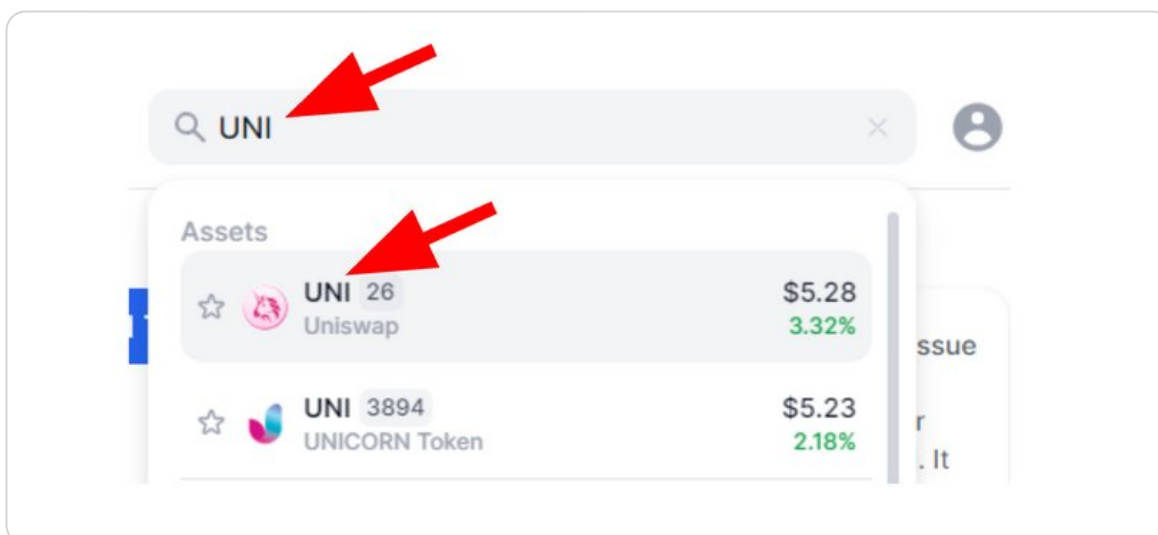 UNI
Assets
UNI 26
$5.28
Uniswap
3.32%
ssue
UNI 3894
$5.23
r
UNICORN Token
2.18%
. It